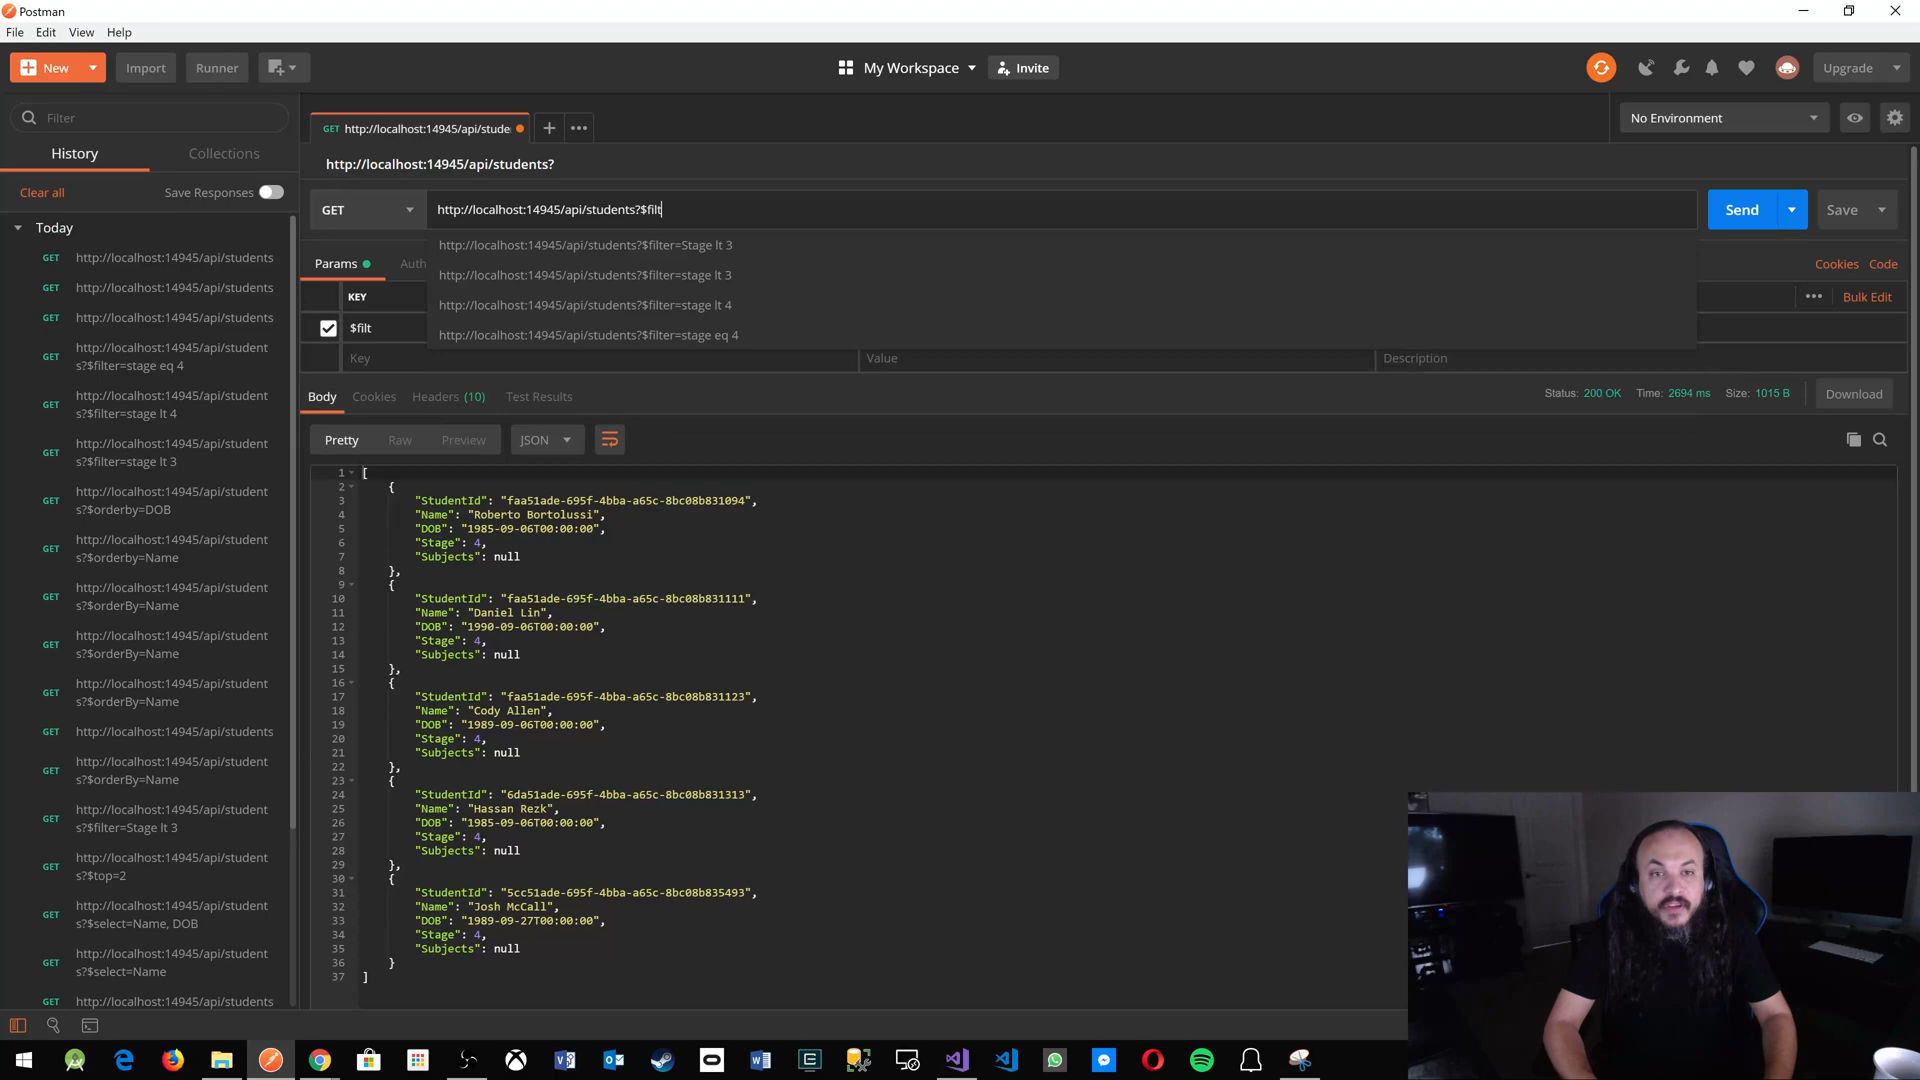 Postman
File Edit View Help
New Import Runner My Workspace Invite Upgrade
Filter
History Collections
Clear all Save Responses
Today
GET http://localhost:14945/api/students
GET http://localhost:14945/api/students
GET http://localhost:14945/api/students
GET http://localhost:14945/api/student
s?$filter=stage eq 4
GET http://localhost:14945/api/student
s?$filter=stage lt 4
GET http://localhost:14945/api/student
s?$filter=stage lt 3
GET http://localhost:14945/api/student
s?$orderby=DOB
GET http://localhost:14945/api/student
s?$orderby=Name
GET http://localhost:14945/api/student
s?$orderBy=Name
GET http://localhost:14945/api/student
s?$orderBy=Name
GET http://localhost:14945/api/student
s?$orderBy=Name
GET http://localhost:14945/api/students
GET http://localhost:14945/api/student
s?$orderBy=Name
GET http://localhost:14945/api/student
s?$filter=Stage lt 3
GET http://localhost:14945/api/student
s?$top=2
GET http://localhost:14945/api/student
s?$select=Name, DOB
GET http://localhost:14945/api/student
s?$select=Name
GET http://localhost:14945/api/students
GET http://localhost:14945/api/stude
No Environment
http://localhost:14945/api/students?
GET http://localhost:14945/api/students?$filt Send Save
http://localhost:14945/api/students?$filter=Stage lt 3
http://localhost:14945/api/students?$filter=stage lt 3
http://localhost:14945/api/students?$filter=stage lt 4
http://localhost:14945/api/students?$filter=stage eq 4
Params Auth Cookies Code
KEY Bulk Edit
$filt
Key Value Description
Body Cookies Headers (10) Test Results Status: 200 OK Time: 2694 ms Size: 1015 B Download
Pretty Raw Preview JSON
1 [
2 {
3 "StudentId": "faa51ade-695f-4bba-a65c-8bc08b831094",
4 "Name": "Roberto Bortolussi",
5 "DOB": "1985-09-06T00:00:00",
6 "Stage": 4,
7 "Subjects": null
8 },
9 {
10 "StudentId": "faa51ade-695f-4bba-a65c-8bc08b831111",
11 "Name": "Daniel Lin",
12 "DOB": "1990-09-06T00:00:00",
13 "Stage": 4,
14 "Subjects": null
15 },
16 {
17 "StudentId": "faa51ade-695f-4bba-a65c-8bc08b831123",
18 "Name": "Cody Allen",
19 "DOB": "1989-09-06T00:00:00",
20 "Stage": 4,
21 "Subjects": null
22 },
23 {
24 "StudentId": "6da51ade-695f-4bba-a65c-8bc08b831313",
25 "Name": "Hassan Rezk",
26 "DOB": "1985-09-06T00:00:00",
27 "Stage": 4,
28 "Subjects": null
29 },
30 {
31 "StudentId": "5cc51ade-695f-4bba-a65c-8bc08b835493",
32 "Name": "Josh McCall",
33 "DOB": "1989-09-27T00:00:00",
34 "Stage": 4,
35 "Subjects": null
36 }
37 ]